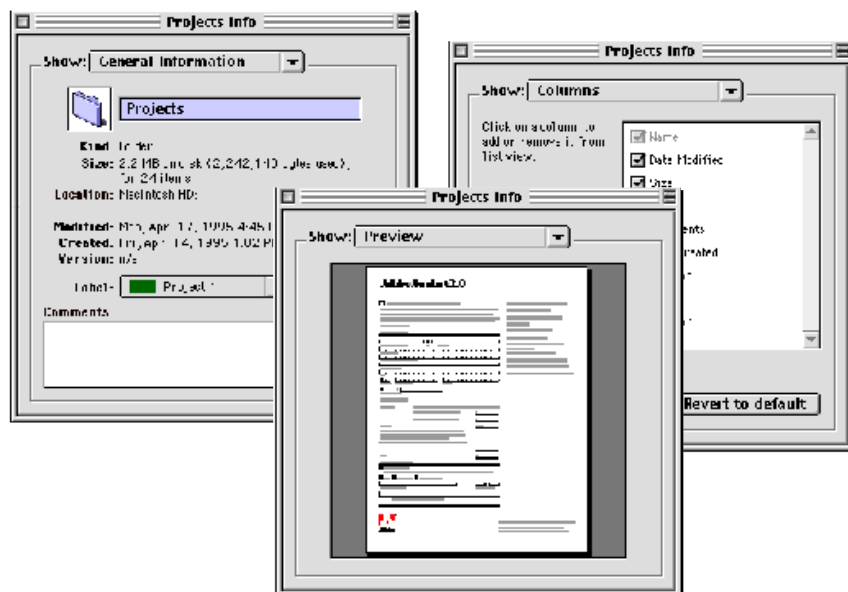 Projects Info
Show: General Information
Projects
Kind: folder
Size: 2.2 MB on disk (2,242,140 bytes used),
for 24 items
Location: Macintosh HD:
Modified: Mon, Apr 17, 1995 4:45
Created: Fri, Apr 14, 1995 1:02 P
Version: n/a
Label: Project 1
Comments
Projects Info
Show: Columns
Click on a column to
add or remove it from
list view.
Name
Date Modified
Size
ents
reated
Revert to default
Projects Info
Show: Preview